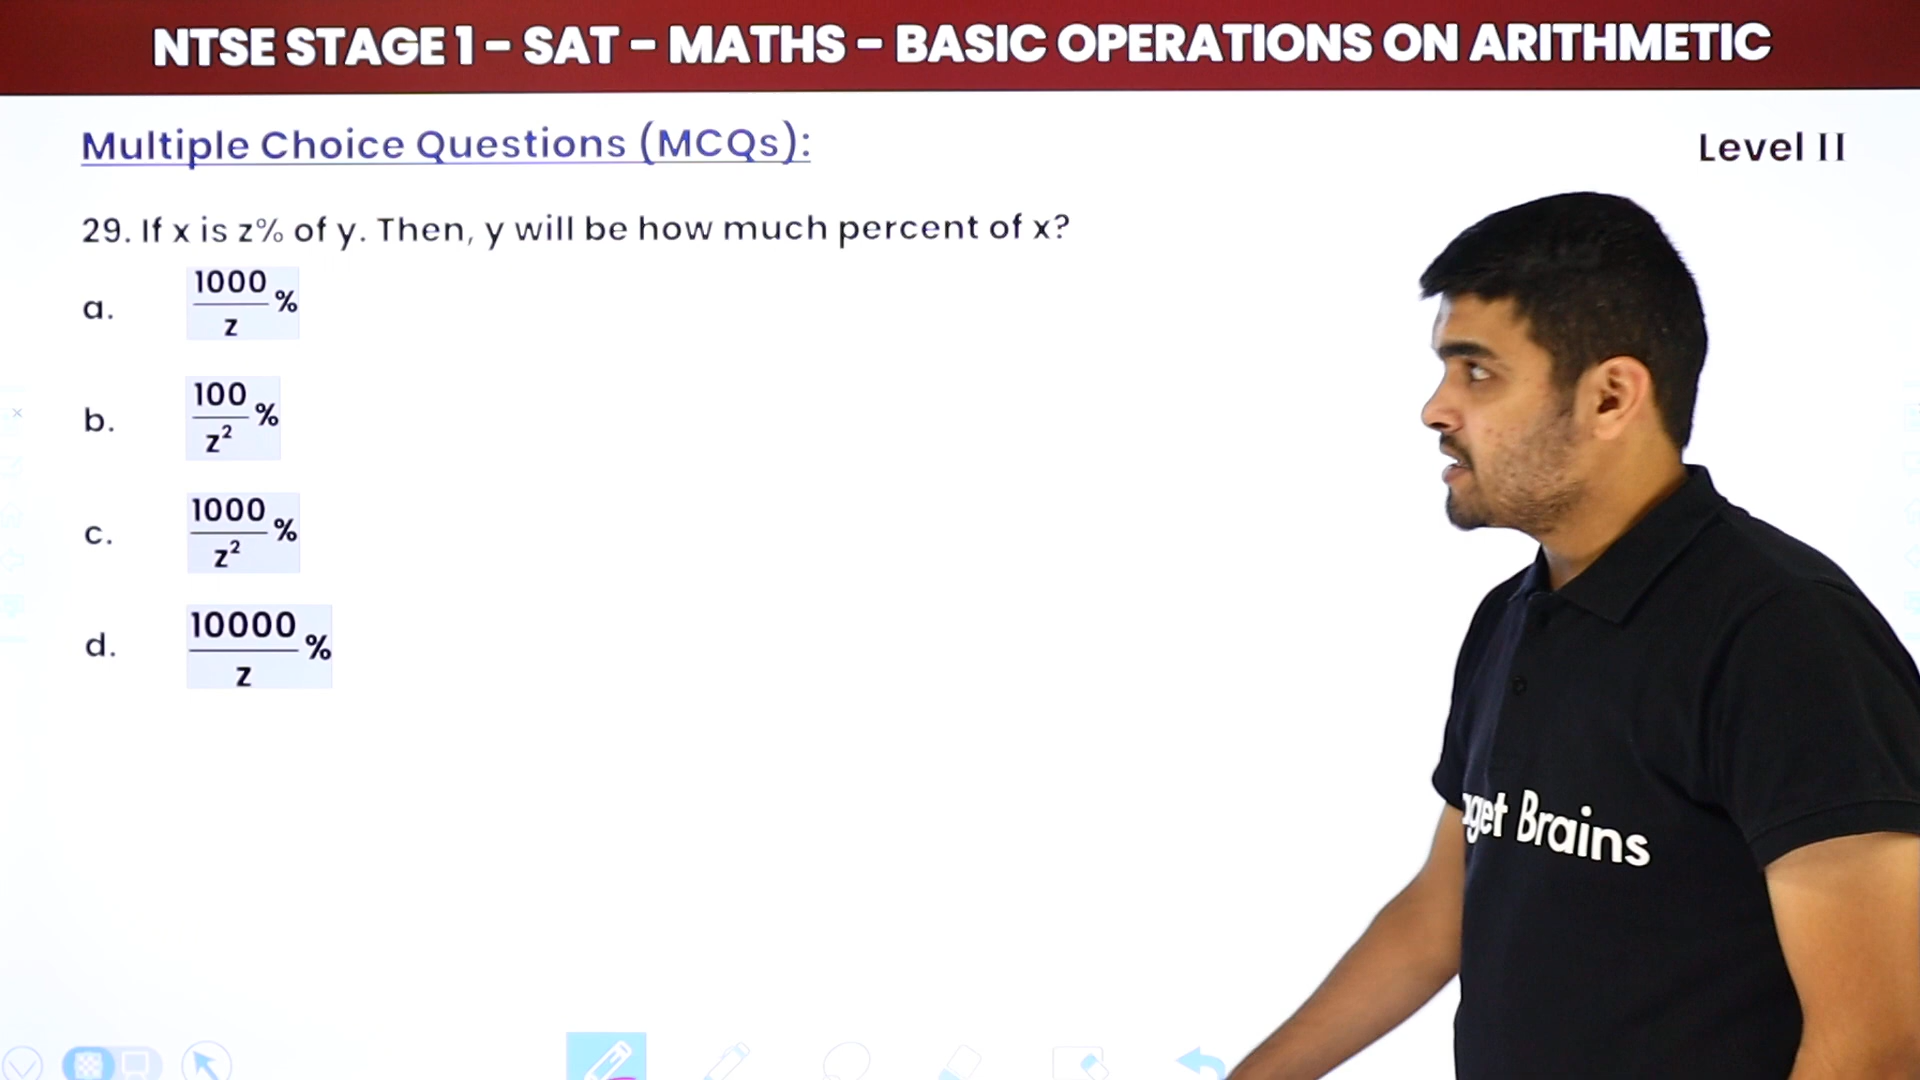 NTSE STAGE 1 – SAT – MATHS – BASIC OPERATIONS ON ARITHMETIC
Multiple Choice Questions (MCQs):
Level II
29. If x is z% of y. Then, y will be how much percent of x?
a. 1000/z %
b. 100/z² %
c. 1000/z² %
d. 10000/z %
Brains